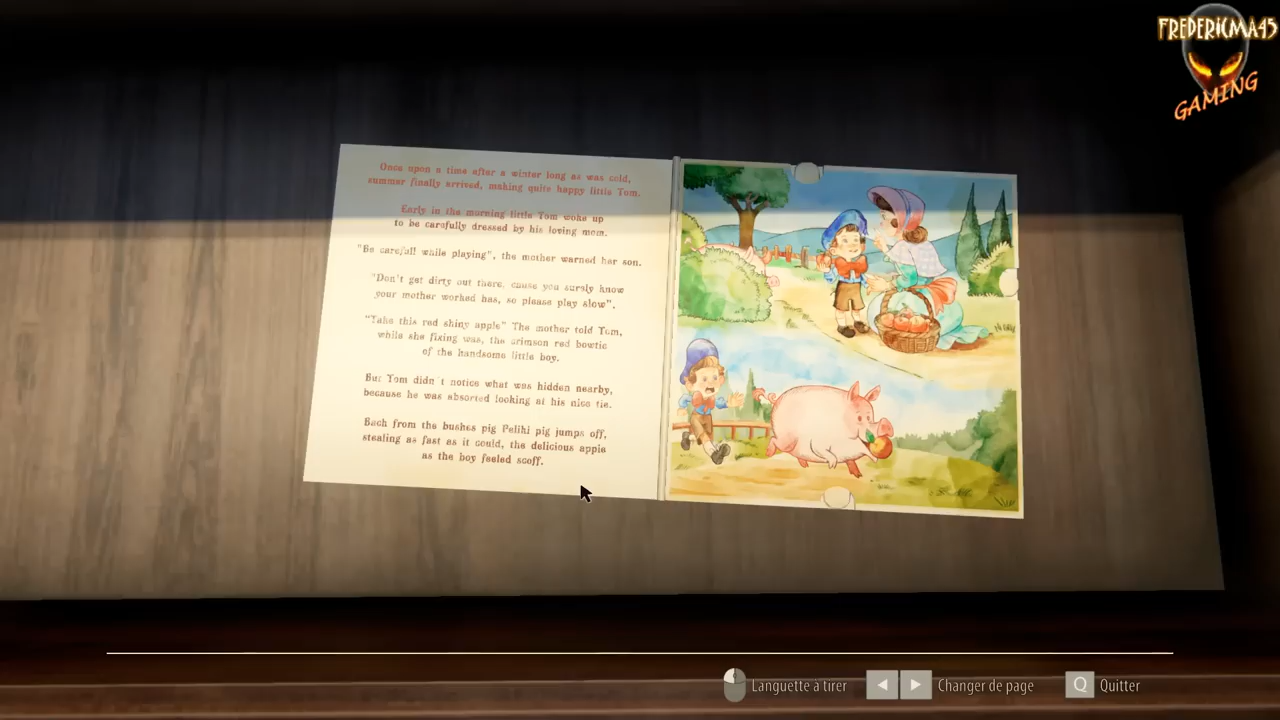 FREDERICMA45
GAMING
Once upon a time after a winter long as was cold,
summer finally arrived, making quite happy little Tom.
Early in the morning little Tom woke up
to be carefully dressed by his loving mom.
"Be carefull while playing", the mother warned her son.
"Don't get dirty out there, cause you surely know
your mother worked has, so please play slow".
"Take this red shiny apple" The mother told Tom,
while she fixing was, the crimson red bowtie
of the handsome little boy.
But Tom didn't notice what was hidden nearby,
because he was absorted looking at his nice tie.
Bach from the bushes pig Peliki pig jumps off,
stealing as fast as it could, the delicious apple
as the boy feeled scoff.
Languette à tirer
Changer de page
Q Quitter